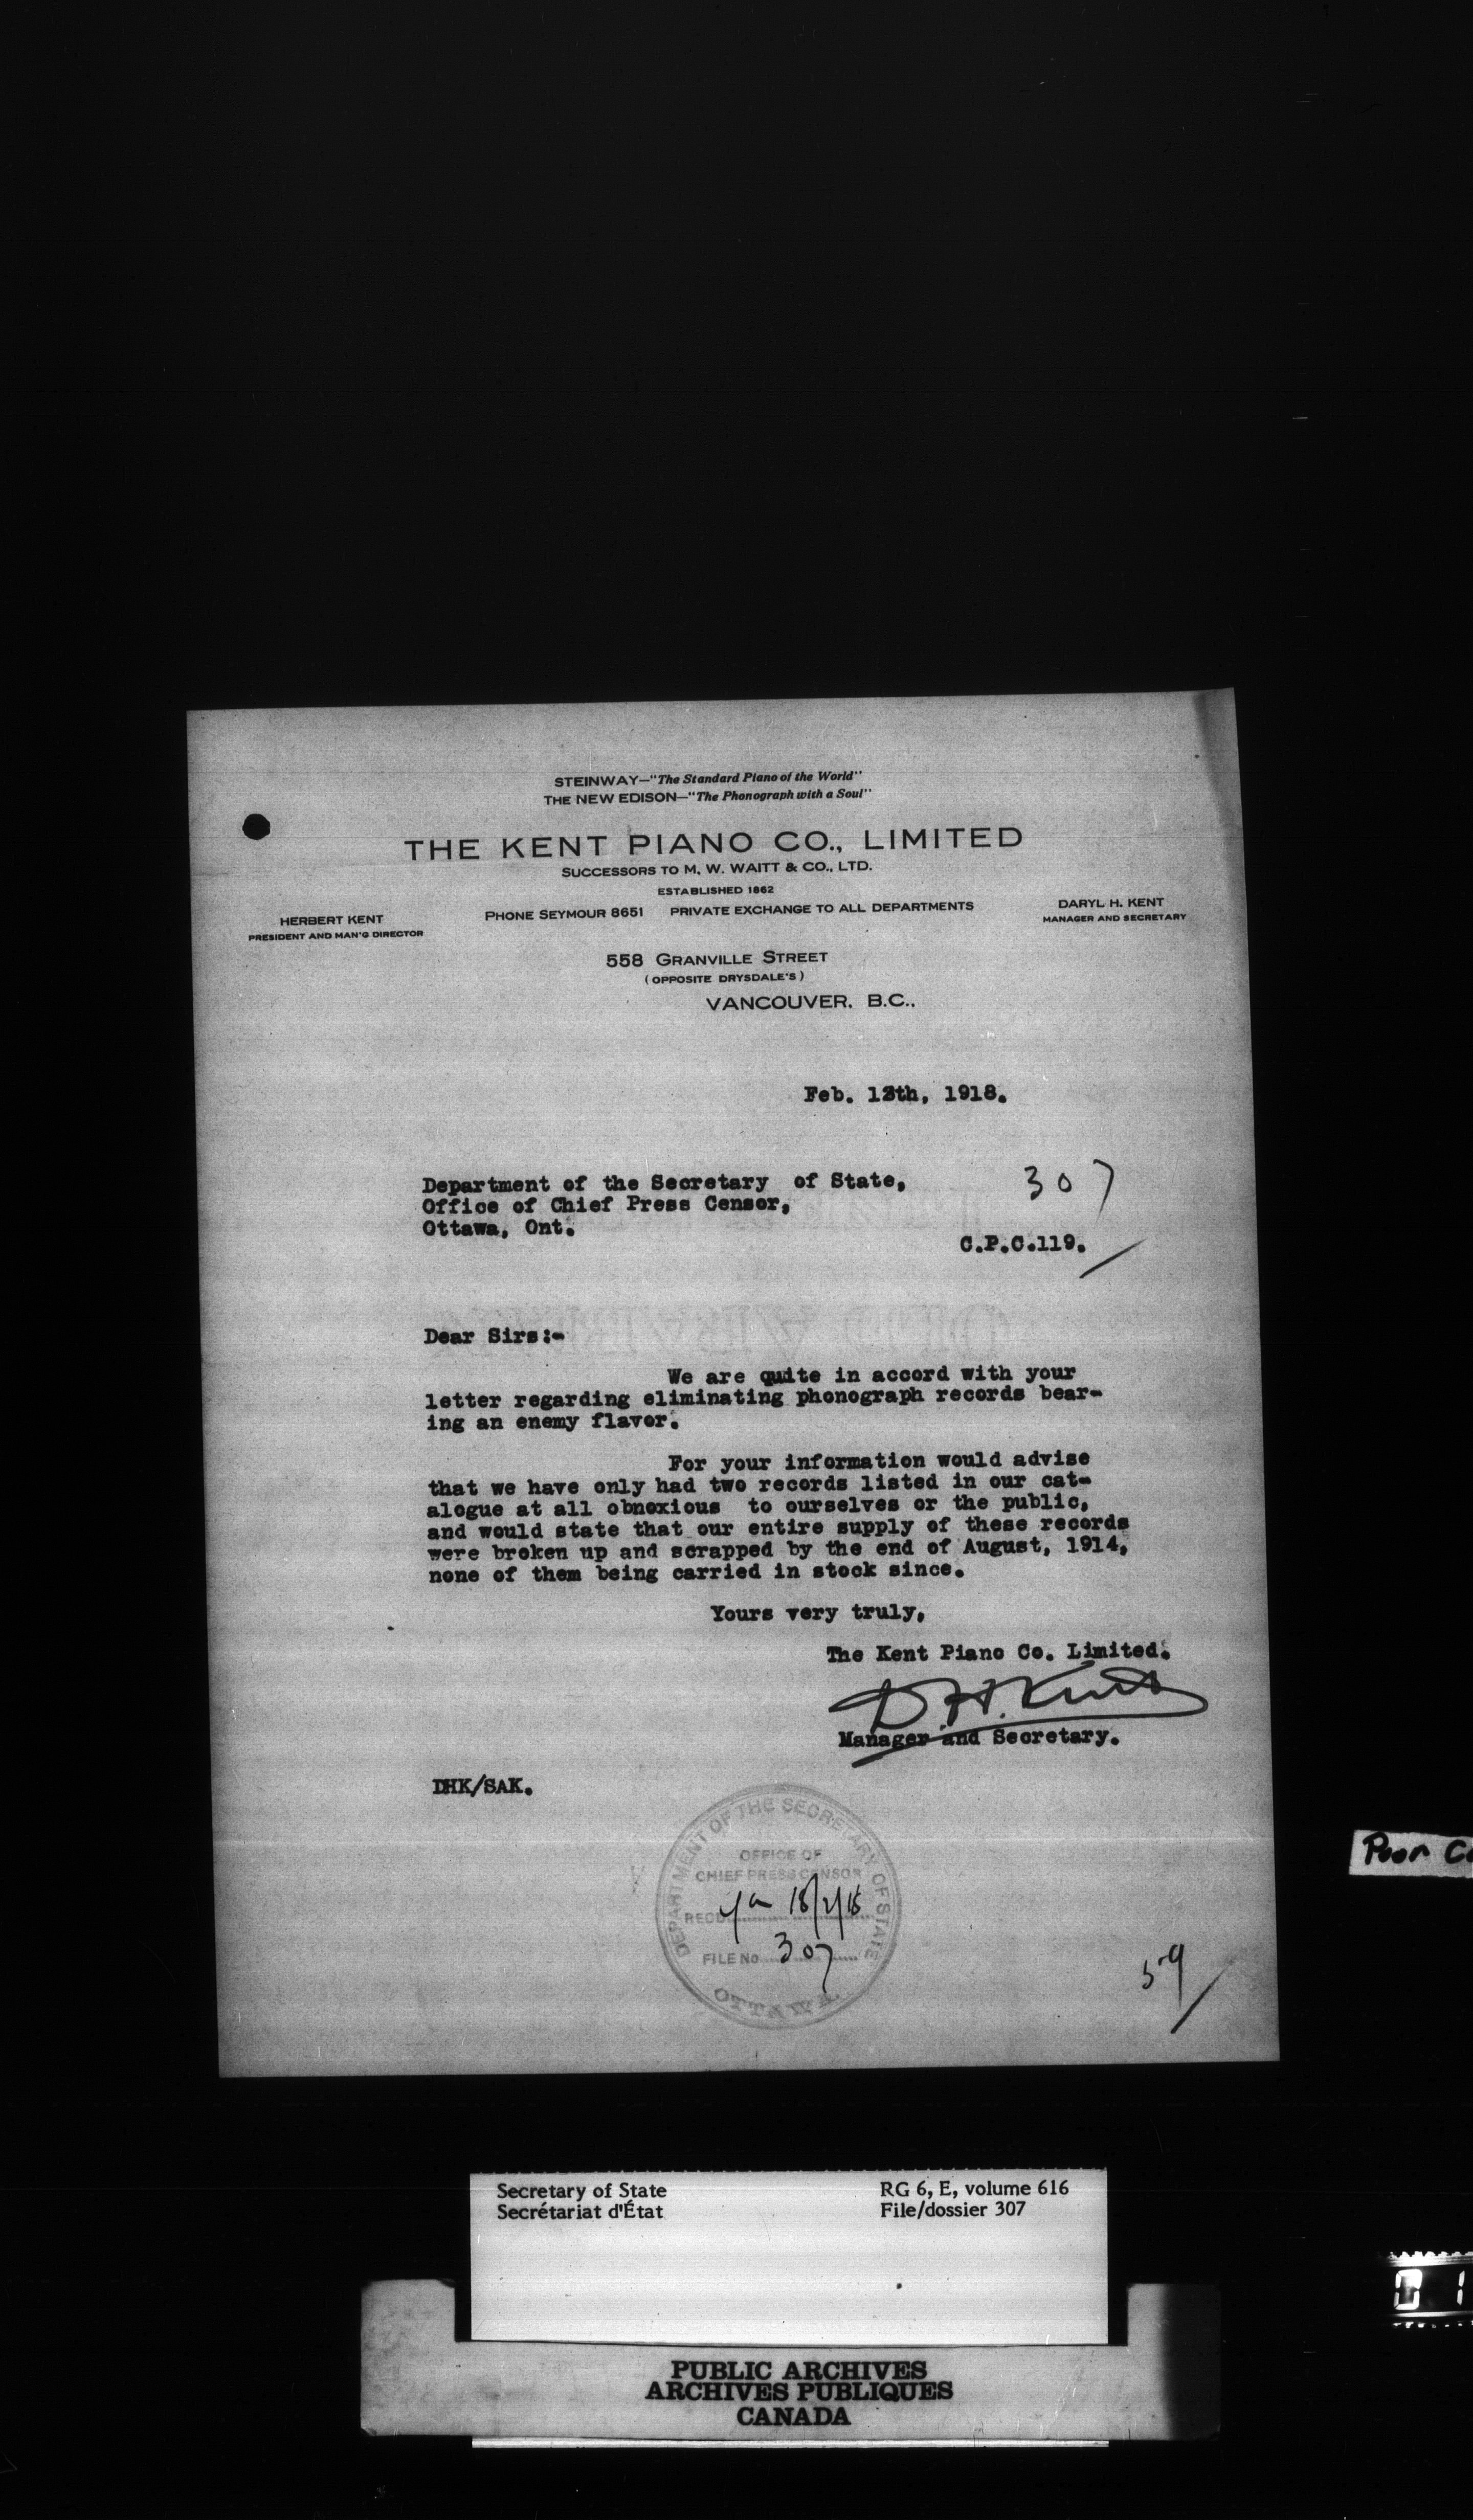 STEINWAY—"The Standard Piano of the World"
THE NEW EDISON—"The Phonograph with a Soul"
THE KENT PIANO CO., LIMITED
SUCCESSORS TO M. W. WAITT & CO., LTD.
ESTABLISHED 1862
HERBERT KENT
PRESIDENT AND MAN'G DIRECTOR
PHONE SEYMOUR 8651 PRIVATE EXCHANGE TO ALL DEPARTMENTS
DARYL H. KENT
MANAGER AND SECRETARY
558 GRANVILLE STREET
(OPPOSITE DRYSDALE'S)
VANCOUVER, B.C.,
Feb. 1918.
Department of the Secretary of State,
Office of Chief Press Censor,
Ottawa, Ont.
307
C.P.C.119.
Dear Sirs:-
We are quite in accord with your
letter regarding eliminating phonograph records bear-
ing an enemy flavor.
For your information would advise
that we have only had two records listed in our cat-
alogue at all obnoxious to ourselves or the public,
and would state that our entire supply of these records
were broken up and scrapped by the end of August, 1914,
none of them being carried in stock since.
Yours very truly,
The Kent Piano Co. Limited.
D H. Kent
Manager and Secretary.
DHK/SAK.
DEPARTMENT OF THE SECRETARY OF STATE
OFFICE OF
CHIEF PRESS CENSOR
REC'D 18/2/18
FILE No. 307
OTTAWA
59
Poor
Secretary of State
Secrétariat d'État
RG 6, E, volume 616
File/dossier 307
PUBLIC ARCHIVES
ARCHIVES PUBLIQUES
CANADA
01